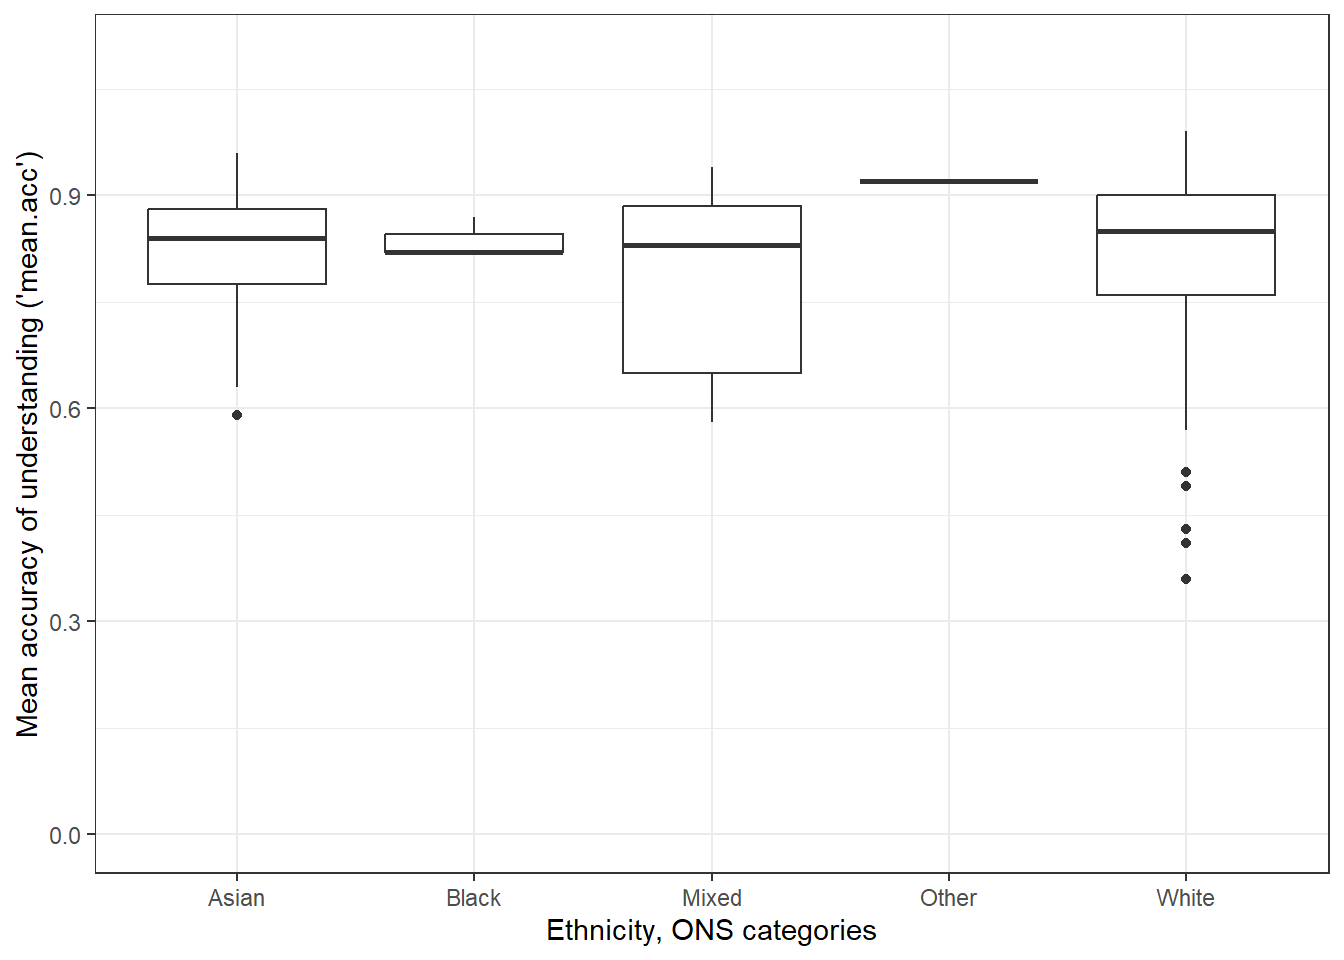 Mean accuracy of understanding ('mean.acc')
0.9
0.6
0.3
0.0
Asian Black Mixed Other White
Ethnicity, ONS categories